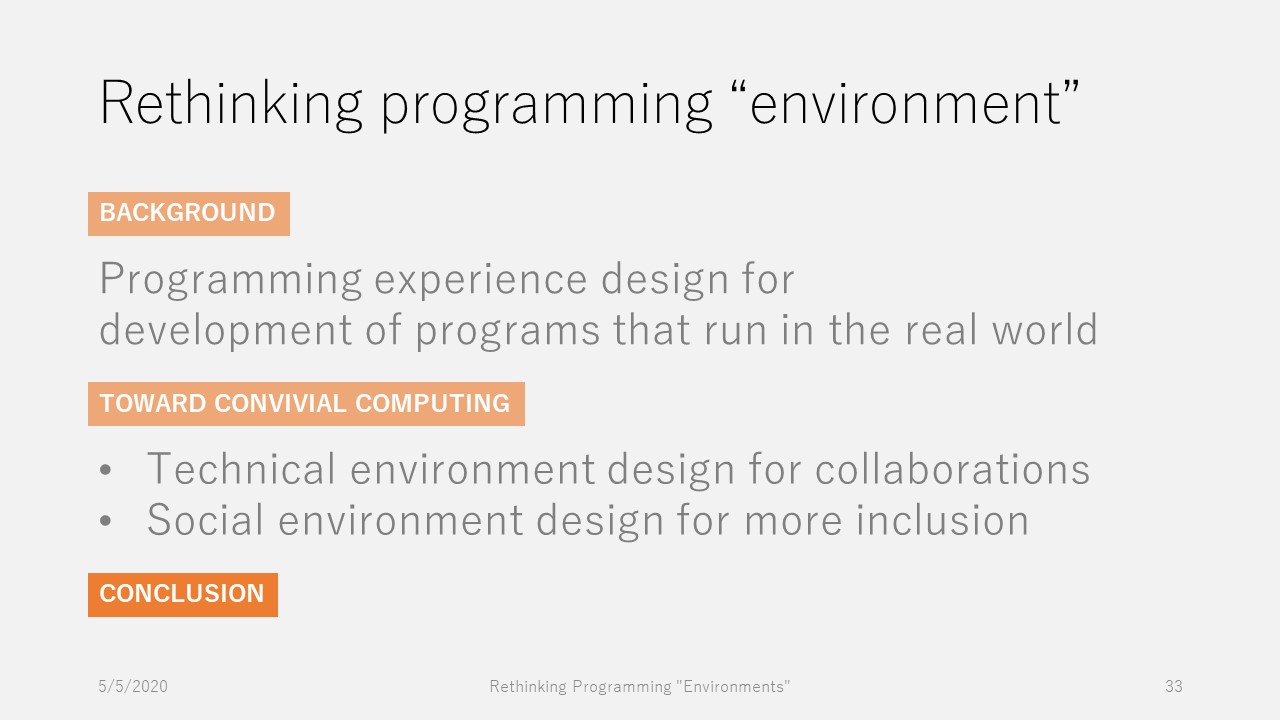 Rethinking programming “environment”
BACKGROUND
Programming experience design for
development of programs that run in the real world
TOWARD CONVIVIAL COMPUTING
• Technical environment design for collaborations
• Social environment design for more inclusion
CONCLUSION
5/5/2020 Rethinking Programming "Environments" 33